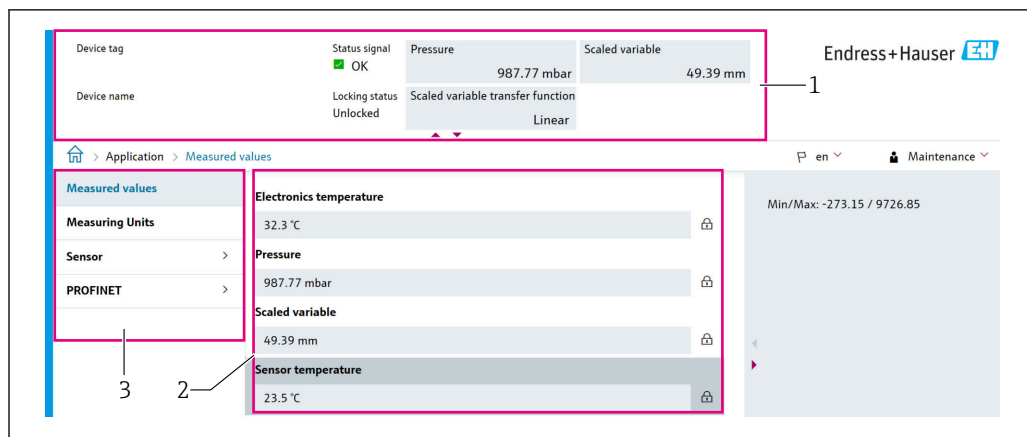 Device tag
Status signal
OK
Pressure
987.77 mbar
Scaled variable
49.39 mm
Endress+Hauser EH
1
Device name
Locking status
Unlocked
Scaled variable transfer function
Linear
> Application > Measured values
en
Maintenance
Measured values
Measuring Units
Sensor >
PROFINET >
3
Electronics temperature
32.3 °C
Pressure
987.77 mbar
Scaled variable
49.39 mm
2
Sensor temperature
23.5 °C
Min/Max: -273.15 / 9726.85